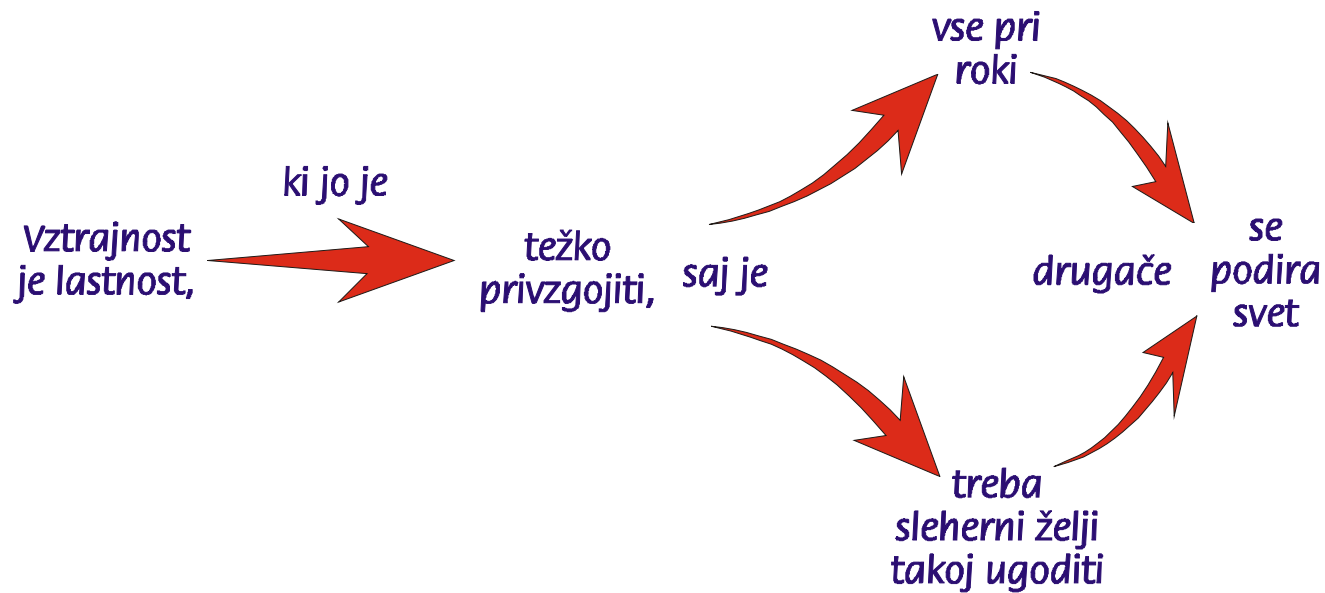 Vztrajnost
je lastnost,
ki jo je
težko
privzgojiti,
saj je
vse pri
roki
treba
sleherni želji
takoj ugoditi
drugače
se
podira
svet